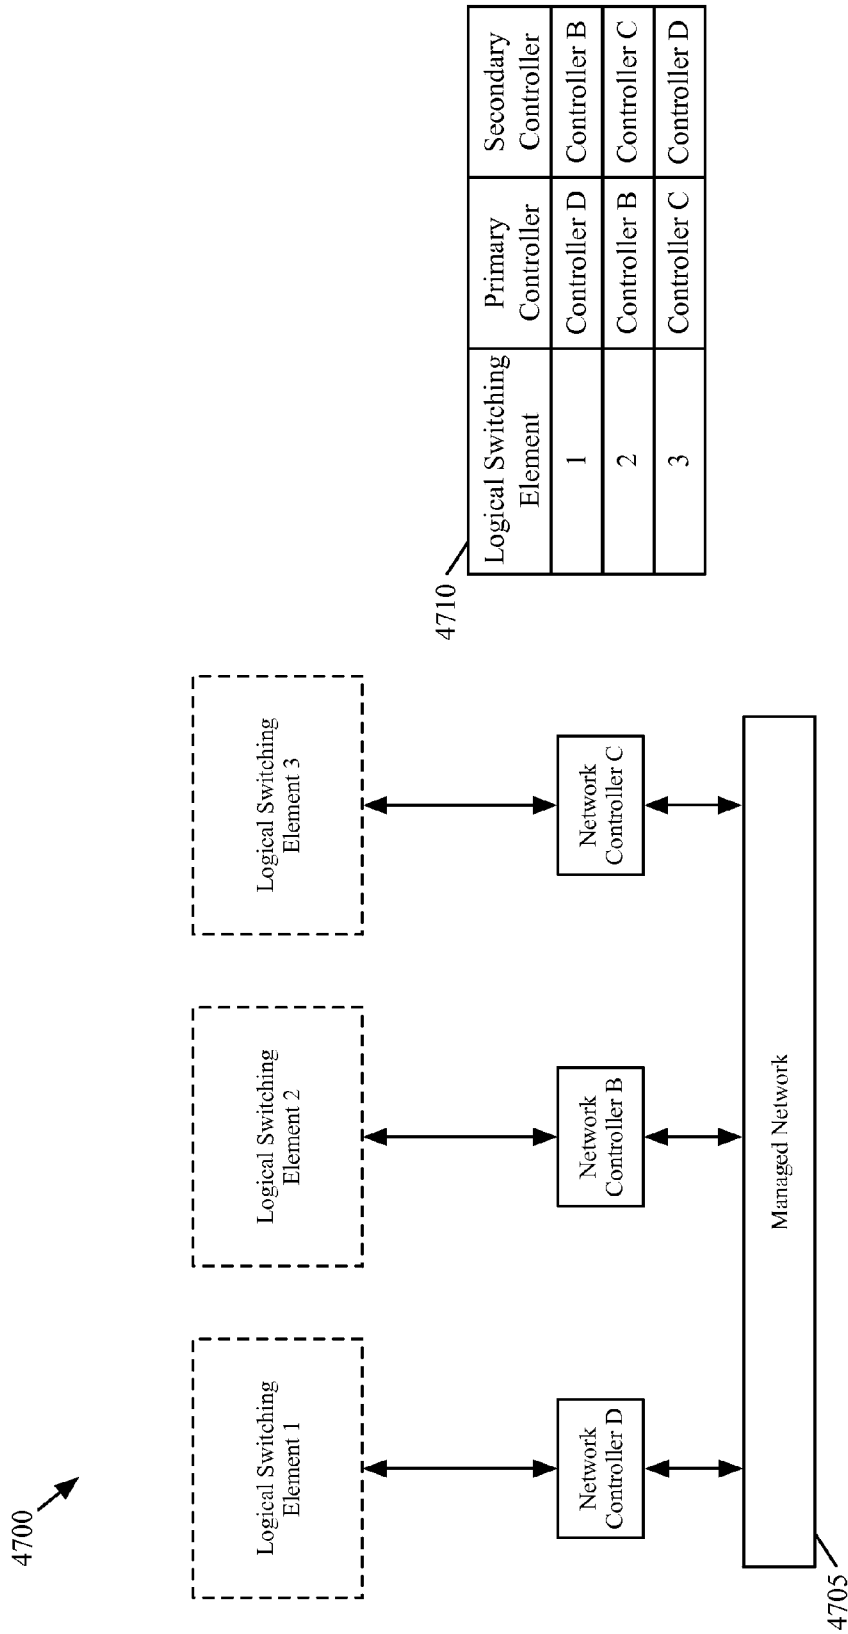 4700
Logical Switching
Element 1
Logical Switching
Element 2
Logical Switching
Element 3
Network
Controller D
Network
Controller B
Network
Controller C
Managed Network
4705
4710
Logical Switching
Element
Primary
Controller
Secondary
Controller
1
Controller D
Controller B
2
Controller B
Controller C
3
Controller C
Controller D